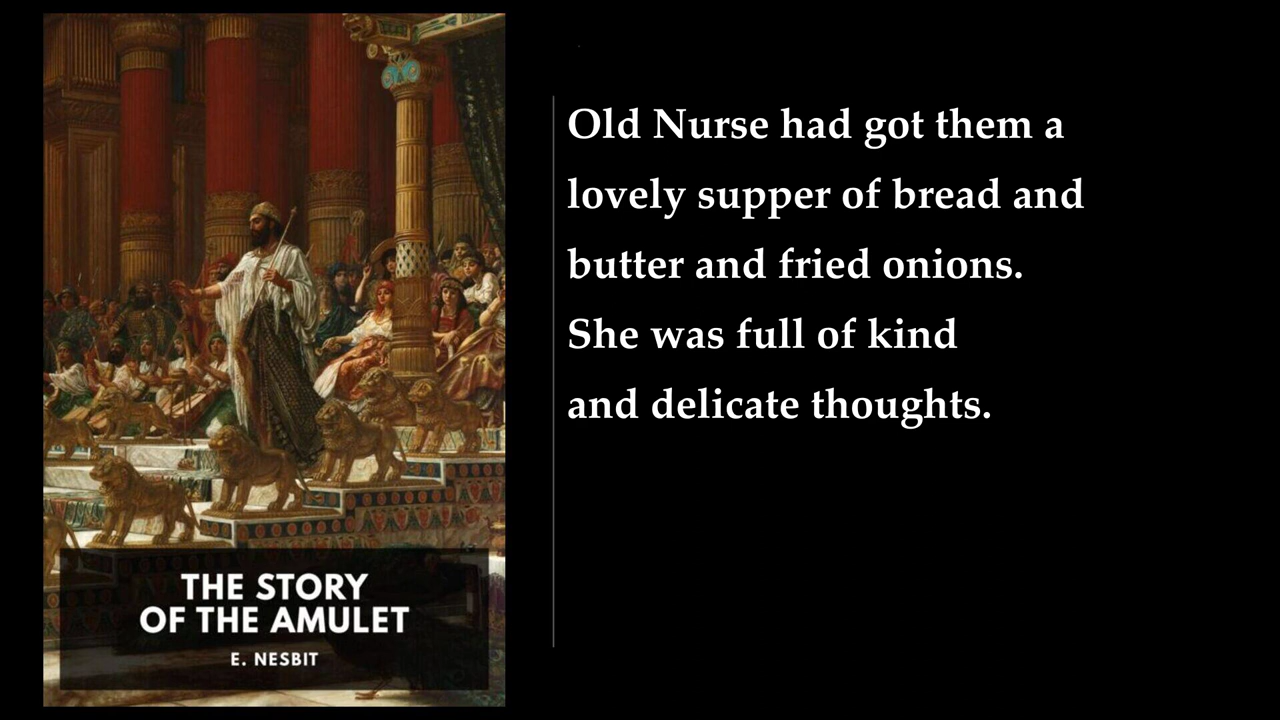 THE STORY
OF THE AMULET
E. NESBIT
Old Nurse had got them a
lovely supper of bread and
butter and fried onions.
She was full of kind
and delicate thoughts.